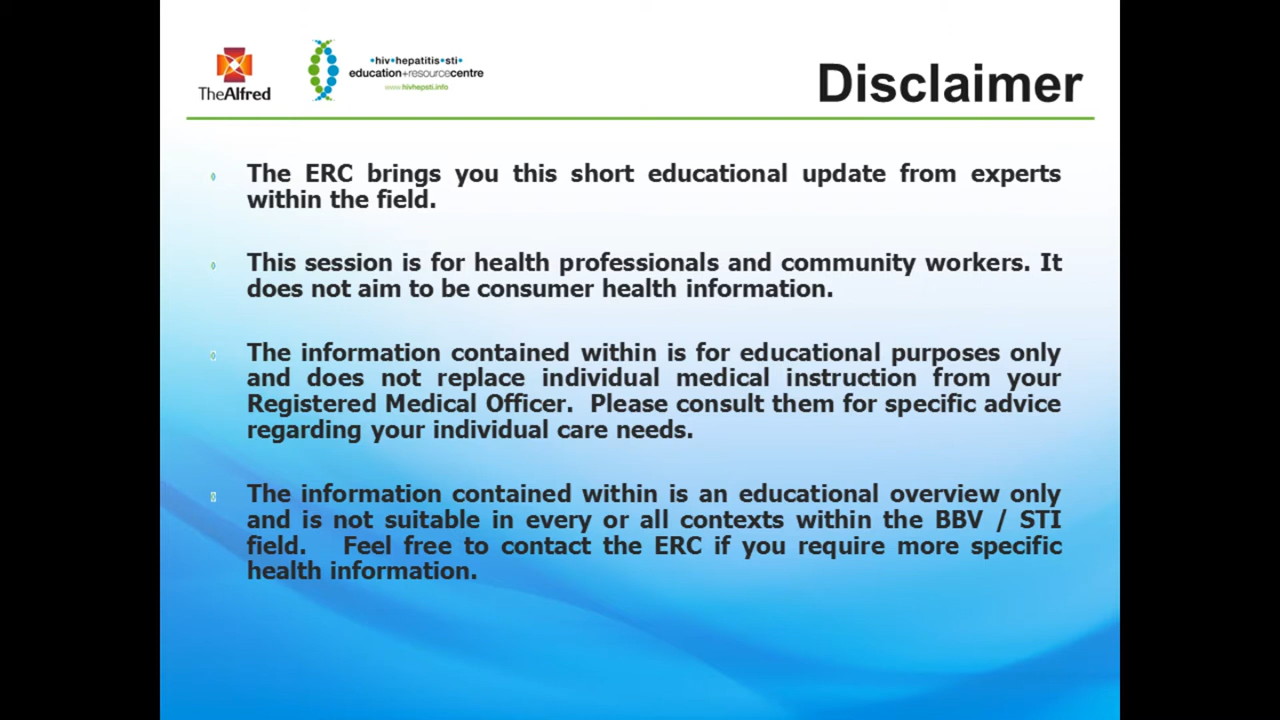 TheAlfred
•hiv•hepatitis•sti•
education+resourcecentre
www.hivhepsti.info
Disclaimer
The ERC brings you this short educational update from experts
within the field.
This session is for health professionals and community workers. It
does not aim to be consumer health information.
The information contained within is for educational purposes only
and does not replace individual medical instruction from your
Registered Medical Officer. Please consult them for specific advice
regarding your individual care needs.
The information contained within is an educational overview only
and is not suitable in every or all contexts within the BBV / STI
field. Feel free to contact the ERC if you require more specific
health information.